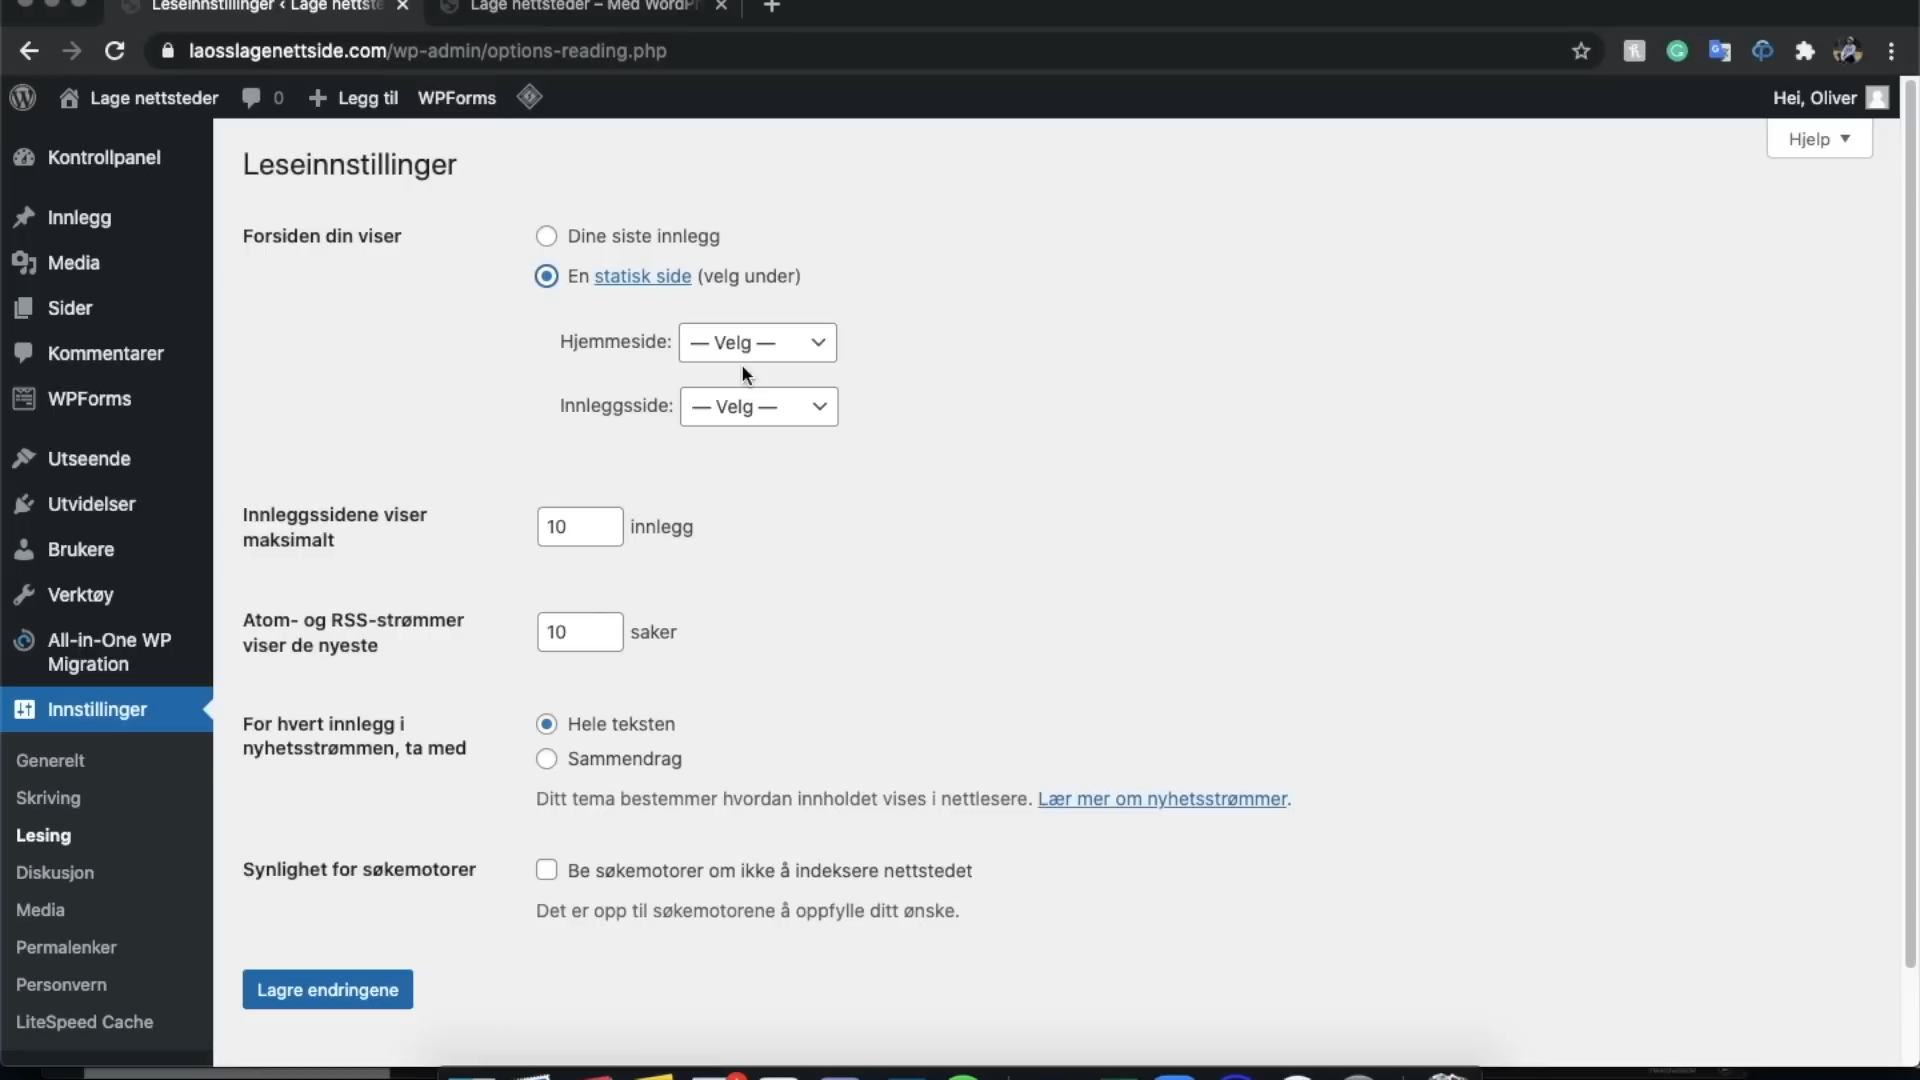 Leseinnstillinger ‹ Lage nettste
Lage nettsteder – Med WordPr
laosslagenettside.com/wp-admin/options-reading.php
Lage nettsteder
0
Legg til
WPForms
Hei, Oliver
Hjelp
Kontrollpanel
Innlegg
Media
Sider
Kommentarer
WPForms
Utseende
Utvidelser
Brukere
Verktøy
All-in-One WP
Migration
Innstillinger
Generelt
Skriving
Lesing
Diskusjon
Media
Permalenker
Personvern
LiteSpeed Cache
Leseinnstillinger
Forsiden din viser
Dine siste innlegg
En statisk side (velg under)
Hjemmeside: — Velg —
Innleggsside: — Velg —
Innleggssidene viser
maksimalt
10 innlegg
Atom- og RSS-strømmer
viser de nyeste
10 saker
For hvert innlegg i
nyhetsstrømmen, ta med
Hele teksten
Sammendrag
Ditt tema bestemmer hvordan innholdet vises i nettlesere. Lær mer om nyhetsstrømmer.
Synlighet for søkemotorer
Be søkemotorer om ikke å indeksere nettstedet
Det er opp til søkemotorene å oppfylle ditt ønske.
Lagre endringene